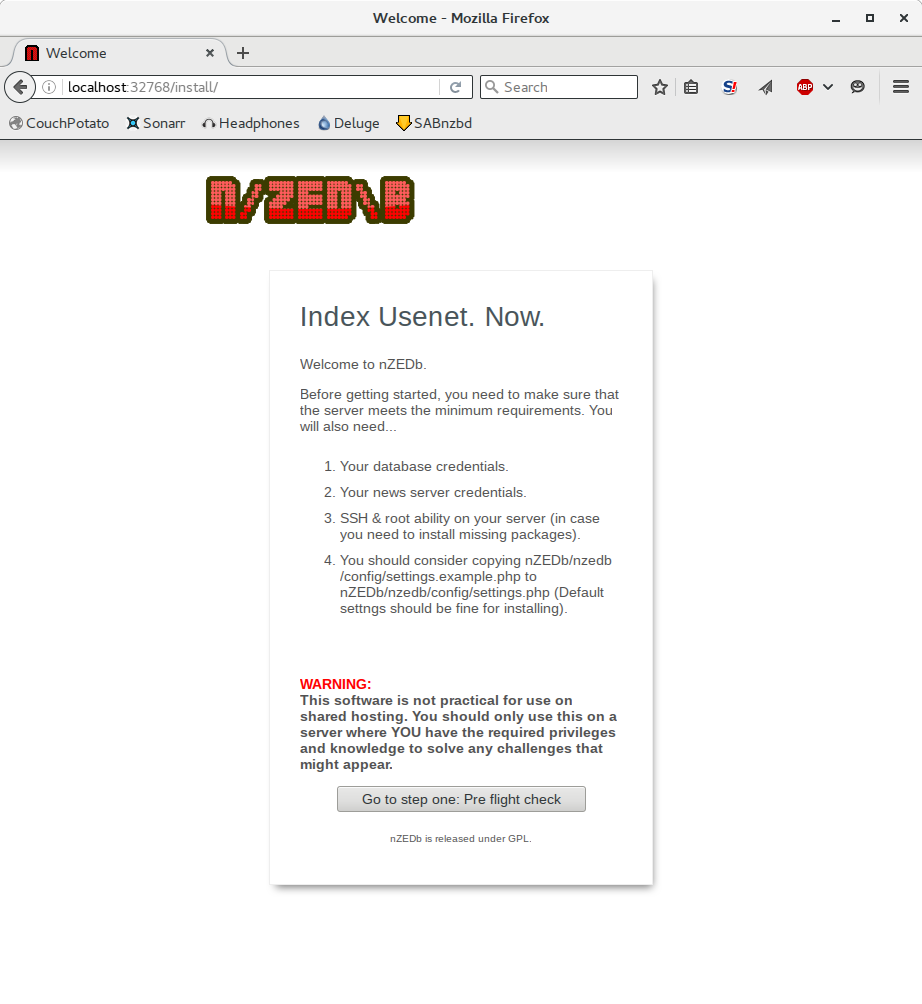 Welcome - Mozilla Firefox
Welcome
localhost:32768/install/
Search
S!
ABP
CouchPotato
Sonarr
Headphones
Deluge
SABnzbd
n/ZED\B
Index Usenet. Now.
Welcome to nZEDb.
Before getting started, you need to make sure that
the server meets the minimum requirements. You
will also need...
1. Your database credentials.
2. Your news server credentials.
3. SSH & root ability on your server (in case
you need to install missing packages).
4. You should consider copying nZEDb/nzedb
/config/settings.example.php to
nZEDb/nzedb/config/settings.php (Default
settngs should be fine for installing).
WARNING:
This software is not practical for use on
shared hosting. You should only use this on a
server where YOU have the required privileges
and knowledge to solve any challenges that
might appear.
Go to step one: Pre flight check
nZEDb is released under GPL.